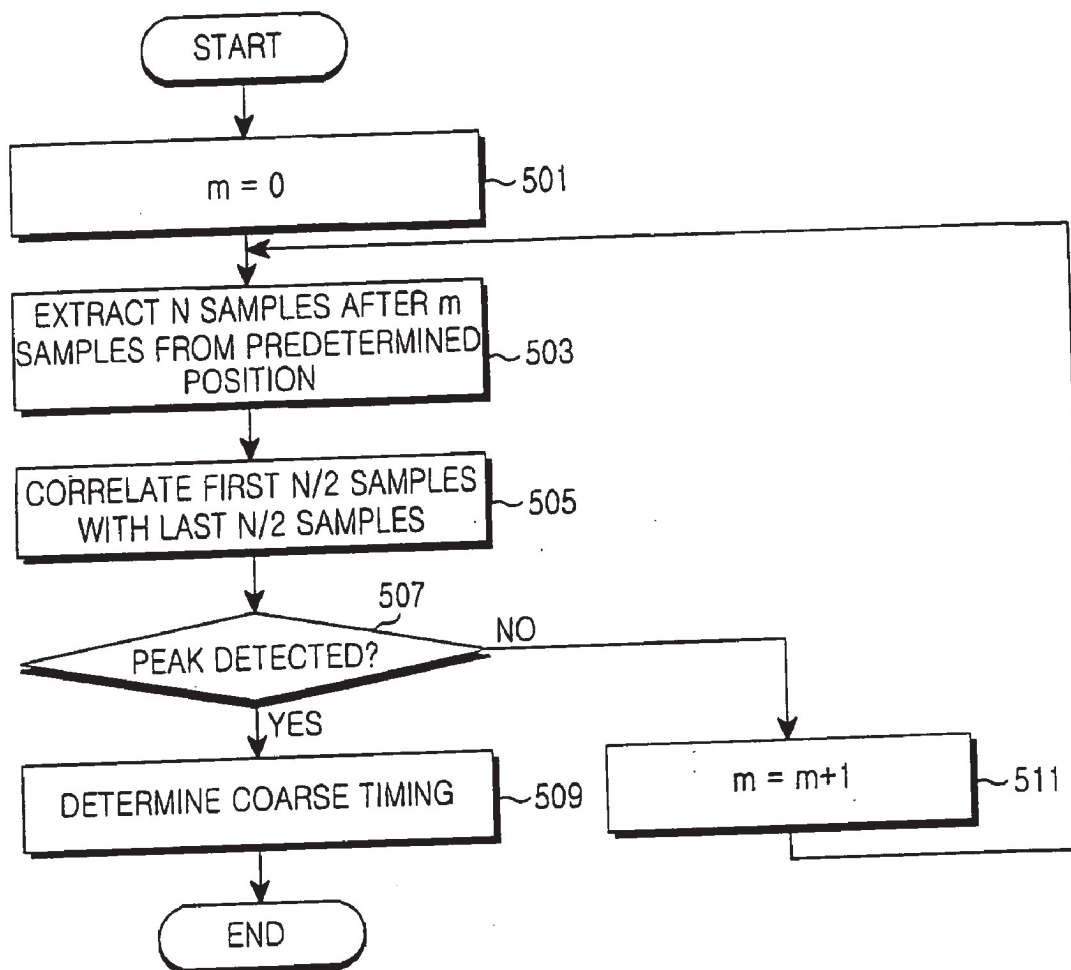 START
m = 0
501
EXTRACT N SAMPLES AFTER m
SAMPLES FROM PREDETERMINED
POSITION
503
CORRELATE FIRST N/2 SAMPLES
WITH LAST N/2 SAMPLES
505
507
PEAK DETECTED?
NO
YES
m = m+1
511
DETERMINE COARSE TIMING
509
END